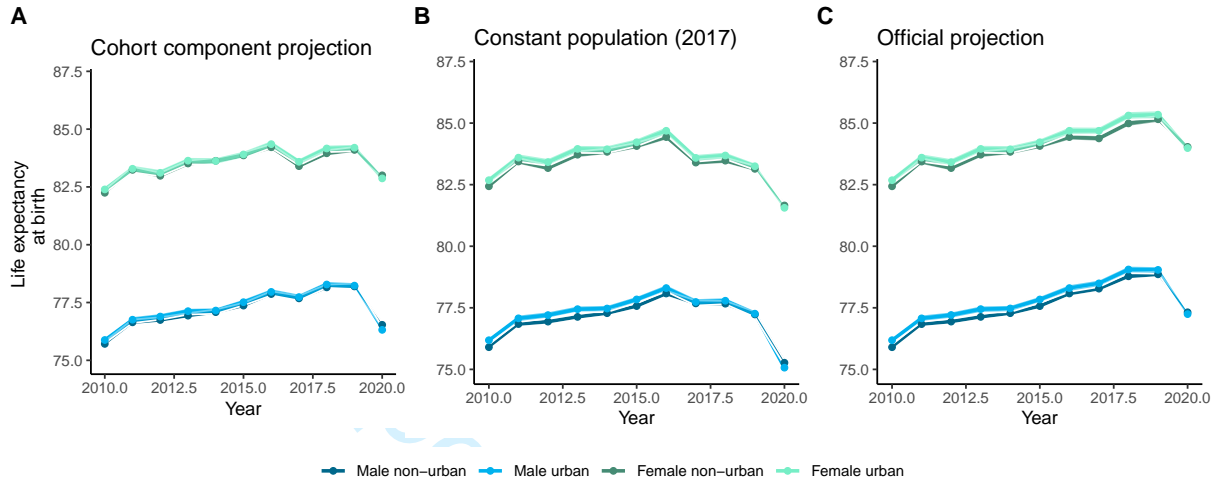 A
Cohort component projection
87.5
85.0
82.5
80.0
77.5
75.0
Life expectancy
at birth
2010.0 2012.5 2015.0 2017.5 2020.0
Year
B
Constant population (2017)
87.5
85.0
82.5
80.0
77.5
75.0
2010.0 2012.5 2015.0 2017.5 2020.0
Year
C
Official projection
87.5
85.0
82.5
80.0
77.5
75.0
2010.0 2012.5 2015.0 2017.5 2020.0
Year
Male non−urban Male urban Female non−urban Female urban